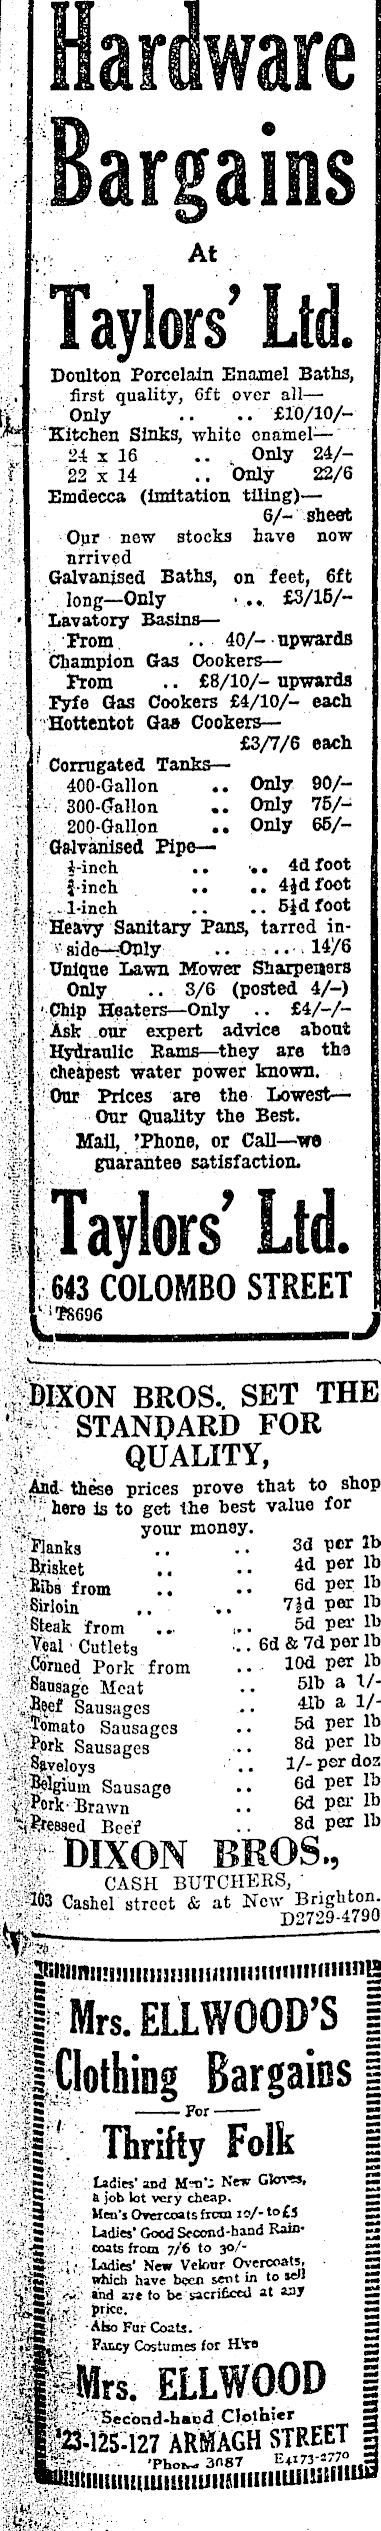 Hardware
Bargains
At
Taylors' Ltd.
Doulton Porcelain Enamel Baths,
first quality, 6ft over all—
Only .. .. £10/10/-
Kitchen Sinks, white enamel—
24 x 16 .. Only 24/-
22 x 14 .. Only 22/6
Emdecca (imitation tiling)—
6/- sheet
Our new stocks have now
arrived
Galvanised Baths, on feet, 6ft
long—Only .. £3/15/-
Lavatory Basins—
From .. 40/- upwards
Champion Gas Cookers—
From .. £8/10/- upwards
Fyfe Gas Cookers £4/10/- each
Hottentot Gas Cookers—
£3/7/6 each
Corrugated Tanks—
400-Gallon .. Only 90/-
300-Gallon .. Only 75/-
200-Gallon .. Only 65/-
Galvanised Pipe—
-inch .. .. 4d foot
¾-inch .. .. 4½d foot
1-inch .. .. 5½d foot
Heavy Sanitary Pans, tarred in-
side—Only .. .. 14/6
Unique Lawn Mower Sharpeners
Only .. 3/6 (posted 4/-)
Chip Heaters—Only .. £4/-/-
Ask our expert advice about
Hydraulic Rams—they are the
cheapest water power known.
Our Prices are the Lowest—
Our Quality the Best.
Mail, 'Phone, or Call—we
guarantee satisfaction.
Taylors' Ltd.
643 COLOMBO STREET
T8696
DIXON BROS. SET THE
STANDARD FOR
QUALITY,
And these prices prove that to shop
here is to get the best value for
your money.
Flanks .. .. 3d per lb
Brisket .. .. 4d per lb
Ribs from .. .. 6d per lb
Sirloin .. .. 7½d per lb
Steak from .. .. 5d per lb
Veal Cutlets .. 6d & 7d per lb
Corned Pork from .. 10d per lb
Sausage Meat .. 5lb a 1/-
Beef Sausages .. 4lb a 1/-
Tomato Sausages .. 5d per lb
Pork Sausages .. 8d per lb
Saveloys .. 1/- per doz
Belgium Sausage .. 6d per lb
Pork Brawn .. 6d per lb
Pressed Beef .. 8d per lb
DIXON BROS.,
CASH BUTCHERS,
103 Cashel street & at New Brighton.
D2729-4790
Mrs. ELLWOOD'S
Clothing Bargains
For
Thrifty Folk
Ladies' and Men's New Gloves,
a job lot very cheap.
Men's Overcoats from 10/- to £5
Ladies' Good Second-hand Rain-
coats from 7/6 to 30/-
Ladies' New Velour Overcoats,
which have been sent in to sell
and are to be sacrificed at any
price.
Also Fur Coats.
Fancy Costumes for Hire
Mrs. ELLWOOD
Second-hand Clothier
'23-125-127 ARMAGH STREET
'Phone 3087 E4173-2770